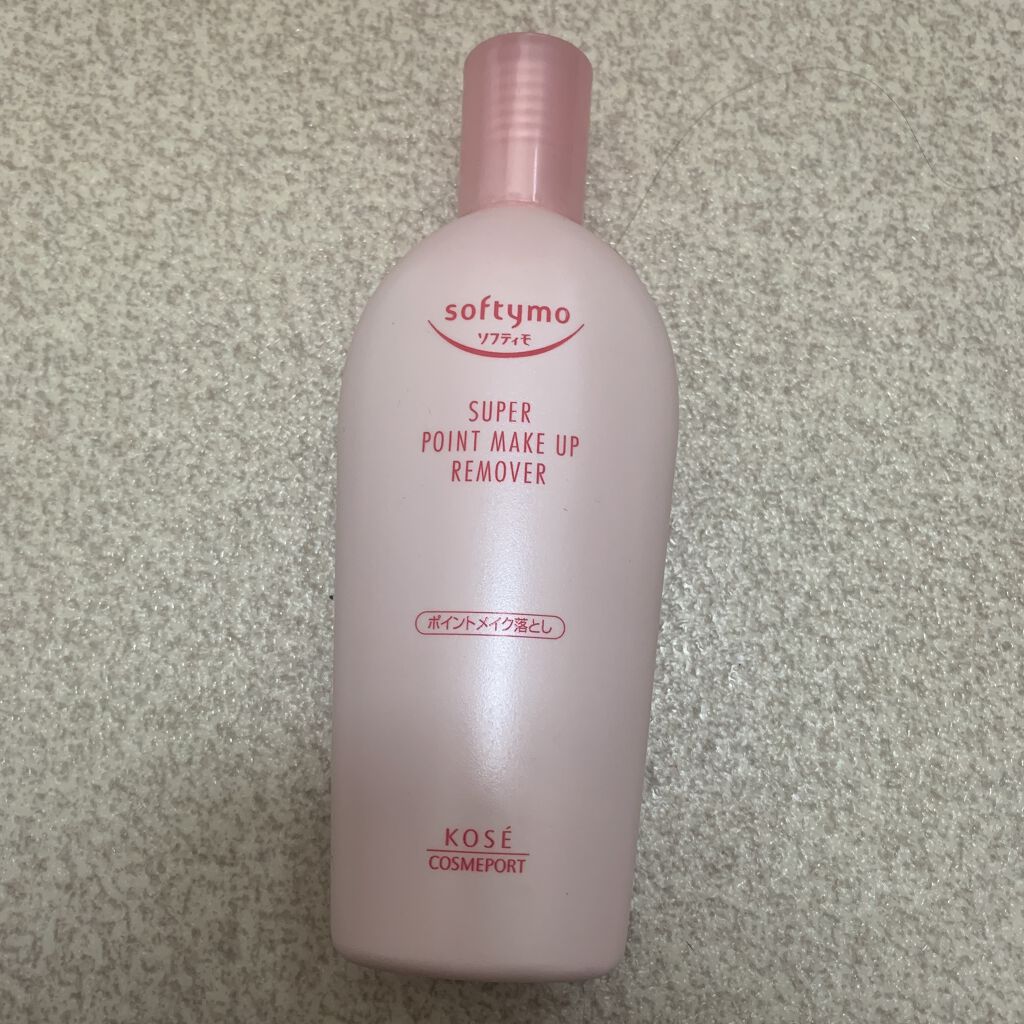 softymo
ソフティモ
SUPER
POINT MAKE UP
REMOVER
ポイントメイク落とし
KOSÉ
COSMEPORT